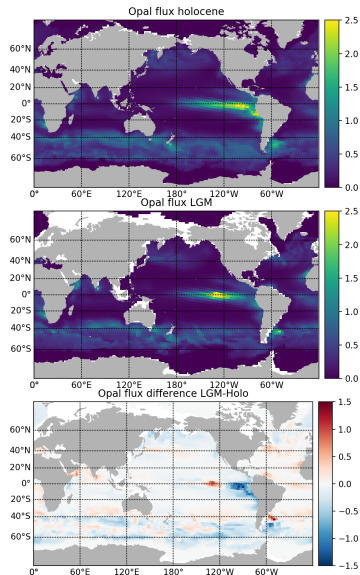 Opal flux holocene
60°N
40°N
20°N
0°
20°S
40°S
60°S
0° 60°E 120°E 180° 120°W 60°W
2.5
2.0
1.5
1.0
0.5
0.0
Opal flux LGM
60°N
40°N
20°N
0°
20°S
40°S
60°S
0° 60°E 120°E 180° 120°W 60°W
2.5
2.0
1.5
1.0
0.5
0.0
Opal flux difference LGM-Holo
60°N
40°N
20°N
0°
20°S
40°S
60°S
0° 60°E 120°E 180° 120°W 60°W
1.5
1.0
0.5
0.0
−0.5
−1.0
−1.5